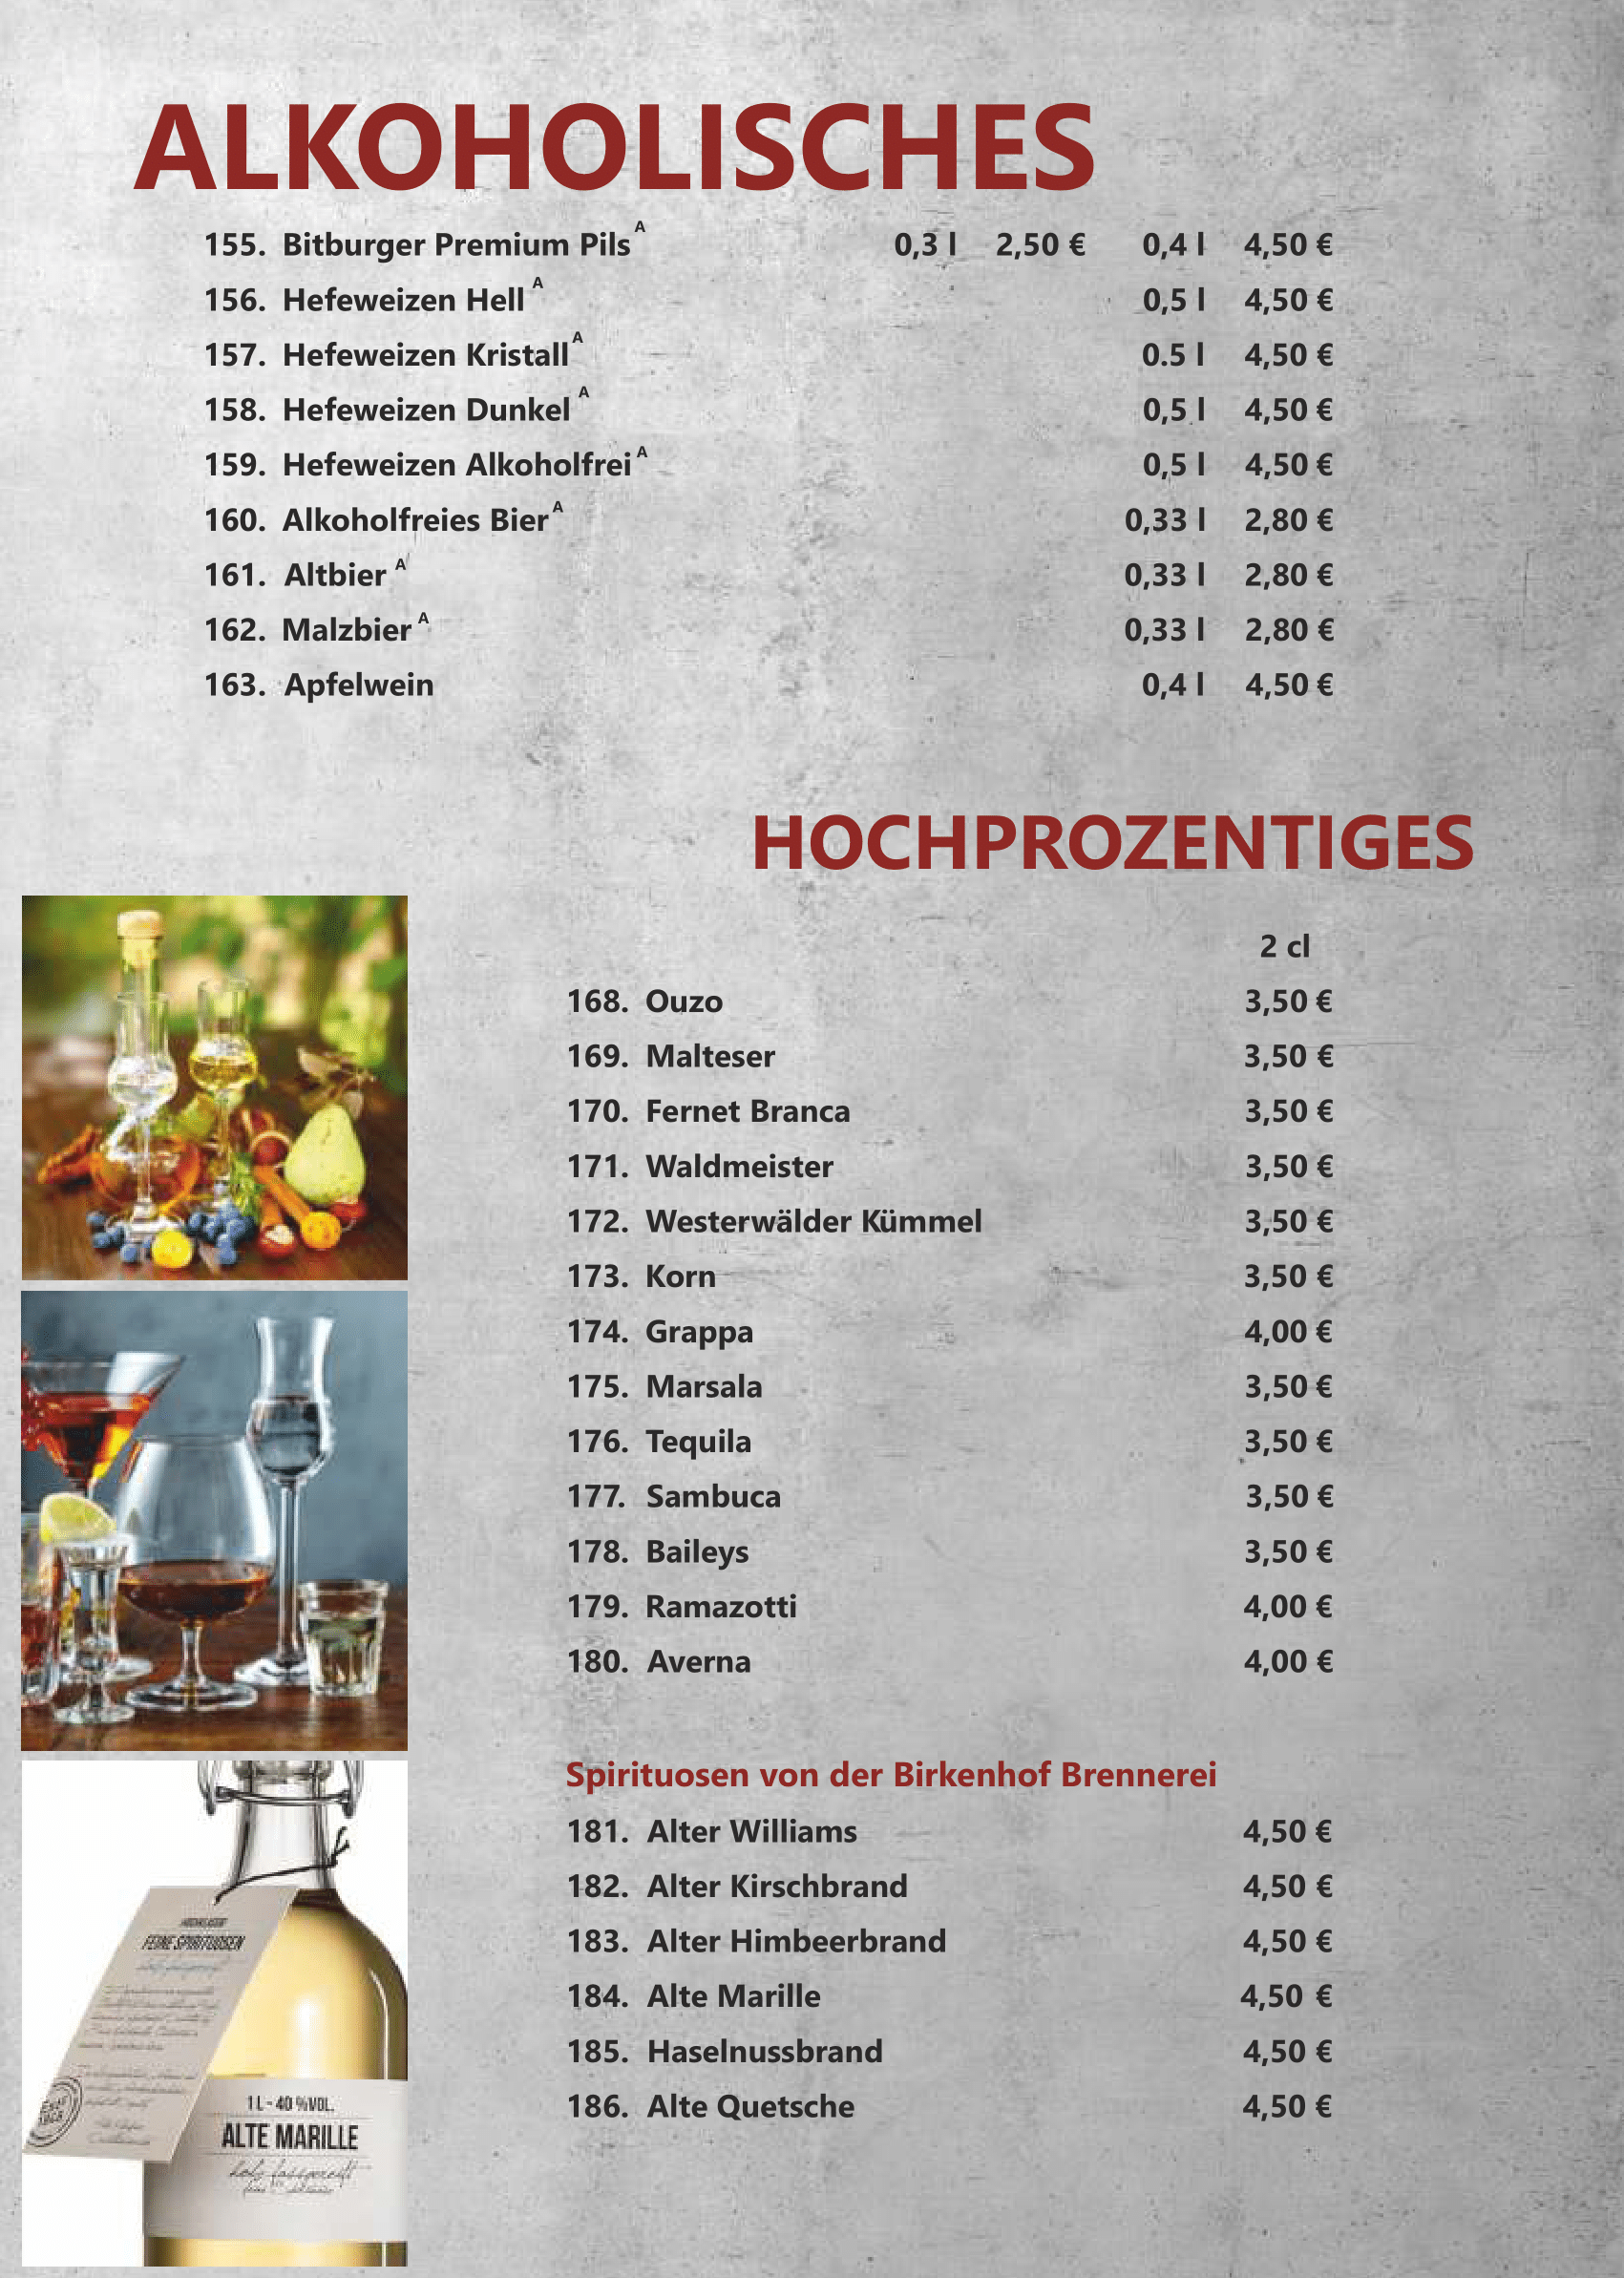 ALKOHOLISCHES
155. Bitburger Premium Pils A 0,3 l 2,50 € 0,4 l 4,50 €
156. Hefeweizen Hell A 0,5 l 4,50 €
157. Hefeweizen Kristall A 0.5 l 4,50 €
158. Hefeweizen Dunkel A 0,5 l 4,50 €
159. Hefeweizen Alkoholfrei A 0,5 l 4,50 €
160. Alkoholfreies Bier A 0,33 l 2,80 €
161. Altbier A 0,33 l 2,80 €
162. Malzbier A 0,33 l 2,80 €
163. Apfelwein 0,4 l 4,50 €
HOCHPROZENTIGES
2 cl
168. Ouzo 3,50 €
169. Malteser 3,50 €
170. Fernet Branca 3,50 €
171. Waldmeister 3,50 €
172. Westerwälder Kümmel 3,50 €
173. Korn 3,50 €
174. Grappa 4,00 €
175. Marsala 3,50 €
176. Tequila 3,50 €
177. Sambuca 3,50 €
178. Baileys 3,50 €
179. Ramazotti 4,00 €
180. Averna 4,00 €
Spirituosen von der Birkenhof Brennerei
181. Alter Williams 4,50 €
182. Alter Kirschbrand 4,50 €
183. Alter Himbeerbrand 4,50 €
184. Alte Marille 4,50 €
185. Haselnussbrand 4,50 €
186. Alte Quetsche 4,50 €
FEINE SPIRITUOSEN
1 L - 40 %VOL.
ALTE MARILLE